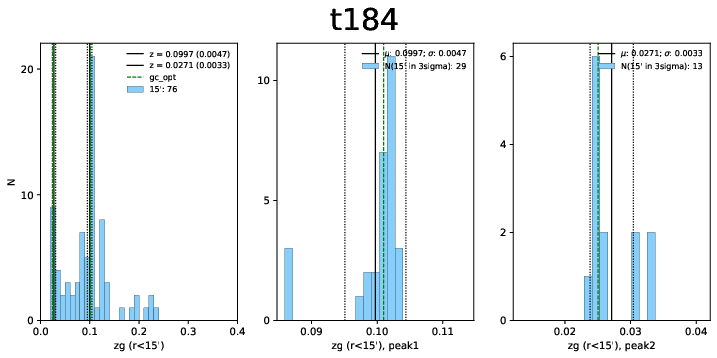 t184
z = 0.0997 (0.0047)
z = 0.0271 (0.0033)
gc_opt
15': 76
N
0
10
20
0.0 0.1 0.2 0.3 0.4
zg (r<15')
μ: 0.0997; σ: 0.0047
N(15' in 3sigma): 29
0
5
10
0.09 0.10 0.11
zg (r<15'), peak1
μ: 0.0271; σ: 0.0033
N(15' in 3sigma): 13
0
2
4
6
0.02 0.03 0.04
zg (r<15'), peak2